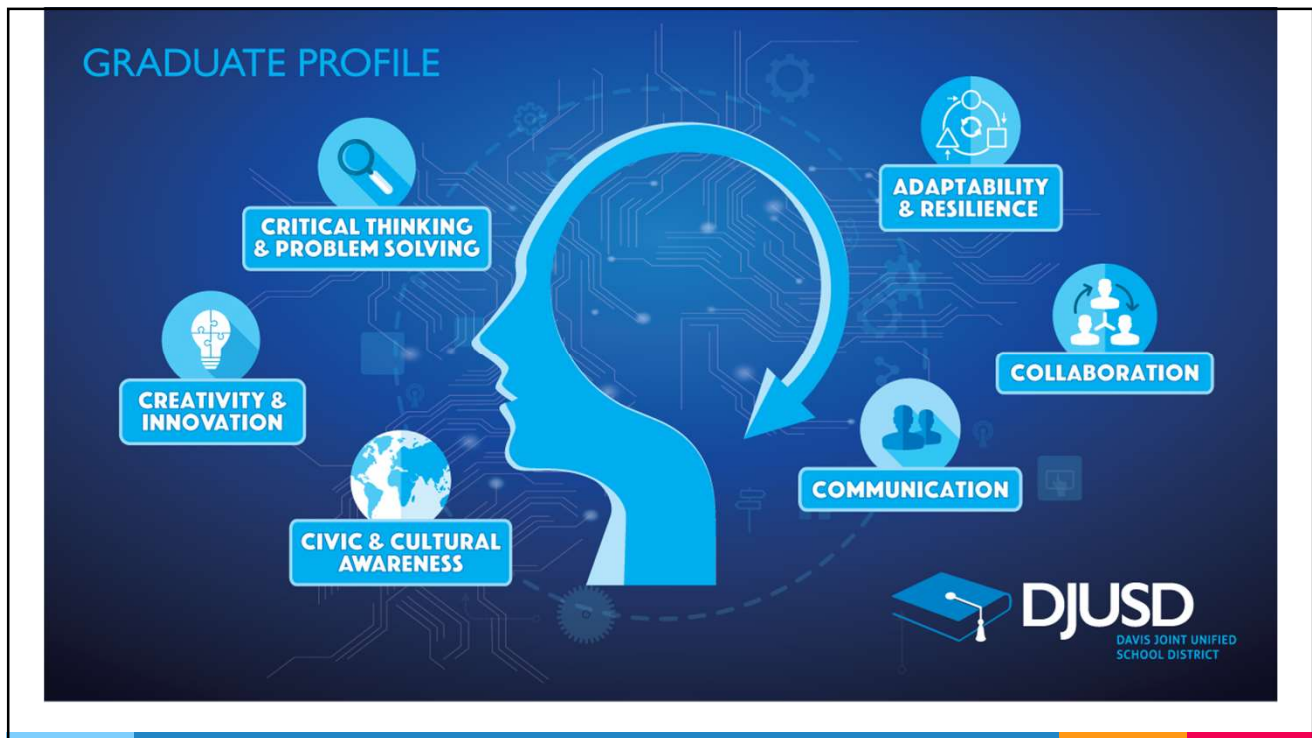 GRADUATE PROFILE
CRITICAL THINKING
& PROBLEM SOLVING
CREATIVITY &
INNOVATION
CIVIC & CULTURAL
AWARENESS
ADAPTABILITY
& RESILIENCE
COLLABORATION
COMMUNICATION
DJUSD
DAVIS JOINT UNIFIED
SCHOOL DISTRICT